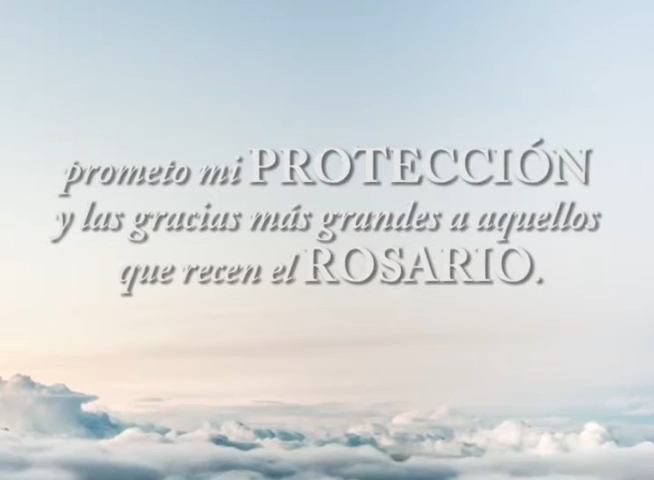 prometo mi PROTECCIÓN
y las gracias más grandes a aquellos
que recen el ROSARIO.